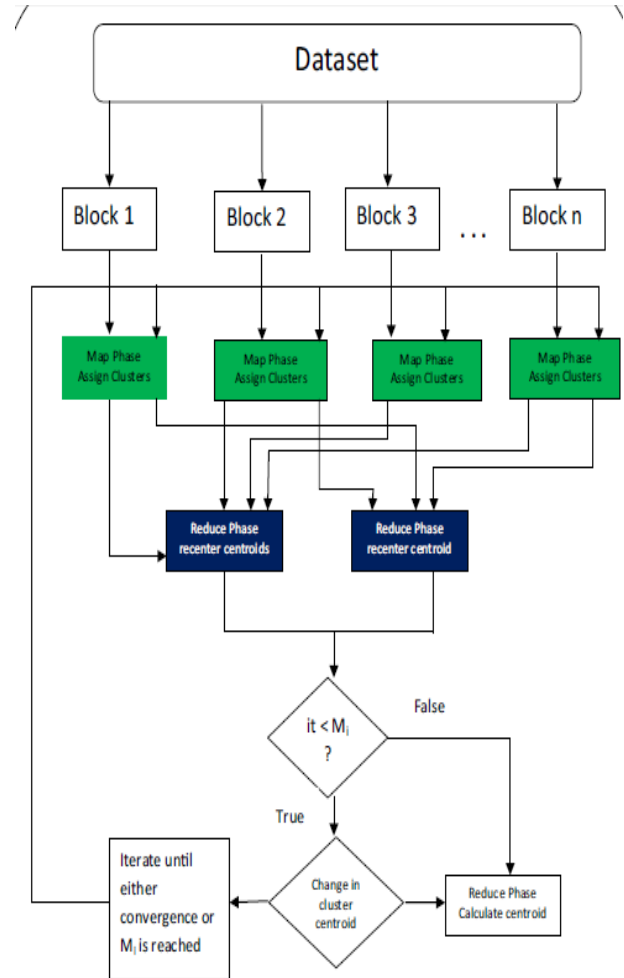 Dataset
Block 1
Block 2
Block 3
...
Block n
Map Phase
Assign Clusters
Map Phase
Assign Clusters
Map Phase
Assign Clusters
Map Phase
Assign Clusters
Reduce Phase
recenter centroids
Reduce Phase
recenter centroid
it < Mᵢ
?
False
True
Iterate until
either
convergence or
Mᵢ is reached
Change in
cluster
centroid
Reduce Phase
Calculate centroid